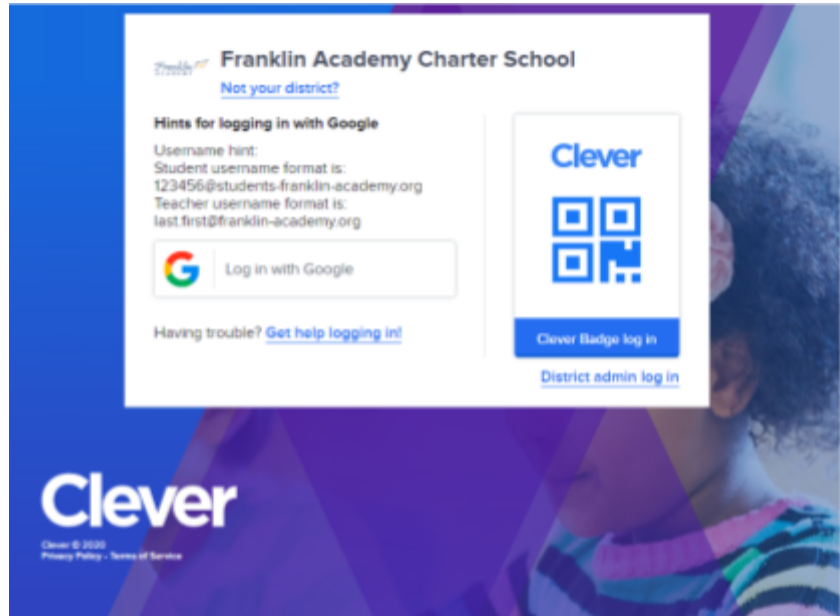 Franklin Academy Charter School
Franklin
ACADEMY
Not your district?
Hints for logging in with Google
Username hint:
Student username format is:
123456@students-franklin-academy.org
Teacher username format is:
last.first@franklin-academy.org
Log in with Google
Having trouble? Get help logging in!
Clever
Clever Badge log in
District admin log in
Clever
Clever © 2020
Privacy Policy - Terms of Service